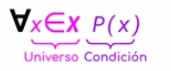 ∀x∈X P(x)
Universo Condición